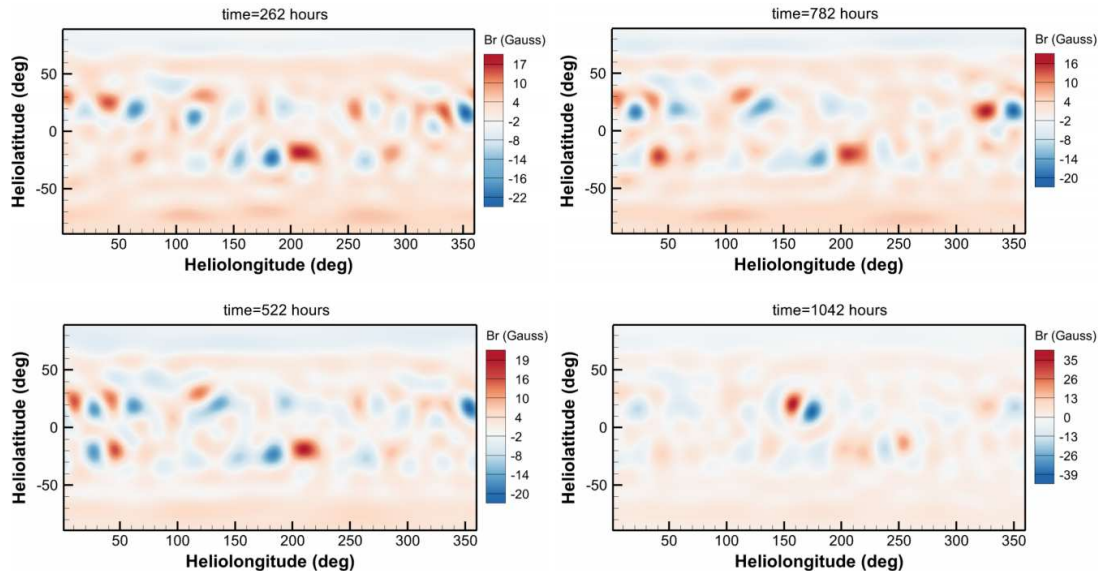 time=262 hours
Br (Gauss)
17
10
4
-2
-8
-14
-22
Heliolatitude (deg)
50
0
-50
50 100 150 200 250 300 350
Heliolongitude (deg)
time=782 hours
Br (Gauss)
16
10
4
-2
-8
-14
-20
Heliolatitude (deg)
50
0
-50
50 100 150 200 250 300 350
Heliolongitude (deg)
time=522 hours
Br (Gauss)
19
16
10
4
-2
-8
-14
-20
Heliolatitude (deg)
50
0
-50
50 100 150 200 250 300 350
Heliolongitude (deg)
time=1042 hours
Br (Gauss)
35
26
13
0
-13
-26
-39
Heliolatitude (deg)
50
0
-50
50 100 150 200 250 300 350
Heliolongitude (deg)